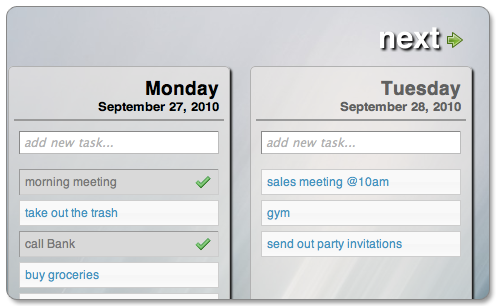 next
Monday
September 27, 2010
add new task...
morning meeting
take out the trash
call Bank
buy groceries
Tuesday
September 28, 2010
add new task...
sales meeting @10am
gym
send out party invitations